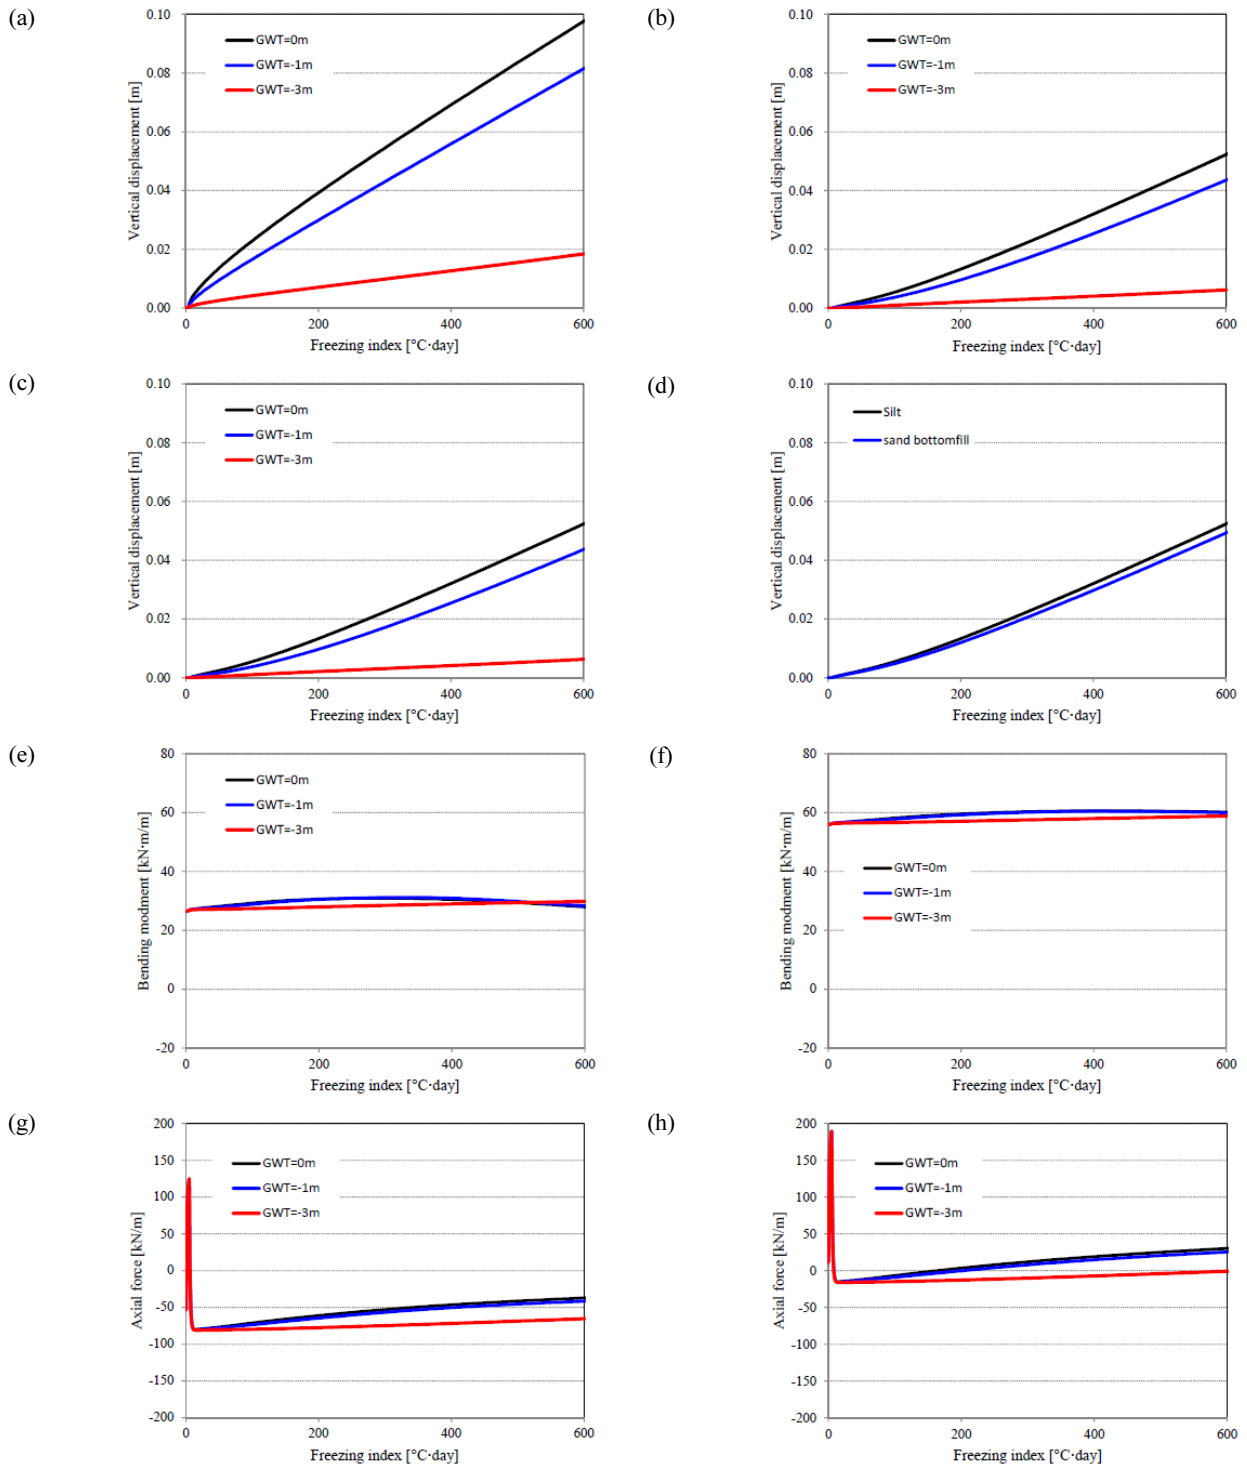 (a)
0.10
0.08
0.06
0.04
0.02
0.00
Vertical displacement [m]
GWT=0m
GWT=-1m
GWT=-3m
0 200 400 600
Freezing index [°C·day]
(b)
0.10
0.08
0.06
0.04
0.02
0.00
Vertical displacement [m]
GWT=0m
GWT=-1m
GWT=-3m
0 200 400 600
Freezing index [°C·day]
(c)
0.10
0.08
0.06
0.04
0.02
0.00
Vertical displacement [m]
GWT=0m
GWT=-1m
GWT=-3m
0 200 400 600
Freezing index [°C·day]
(d)
0.10
0.08
0.06
0.04
0.02
0.00
Vertical displacement [m]
Silt
sand bottomfill
0 200 400 600
Freezing index [°C·day]
(e)
80
60
40
20
0
-20
Bending modment [kN·m/m]
GWT=0m
GWT=-1m
GWT=-3m
0 200 400 600
Freezing index [°C·day]
(f)
80
60
40
20
0
-20
Bending modment [kN·m/m]
GWT=0m
GWT=-1m
GWT=-3m
0 200 400 600
Freezing index [°C·day]
(g)
200
150
100
50
0
-50
-100
-150
-200
Axial force [kN/m]
GWT=0m
GWT=-1m
GWT=-3m
0 200 400 600
Freezing index [°C·day]
(h)
200
150
100
50
0
-50
-100
-150
-200
Axial force [kN/m]
GWT=0m
GWT=-1m
GWT=-3m
0 200 400 600
Freezing index [°C·day]